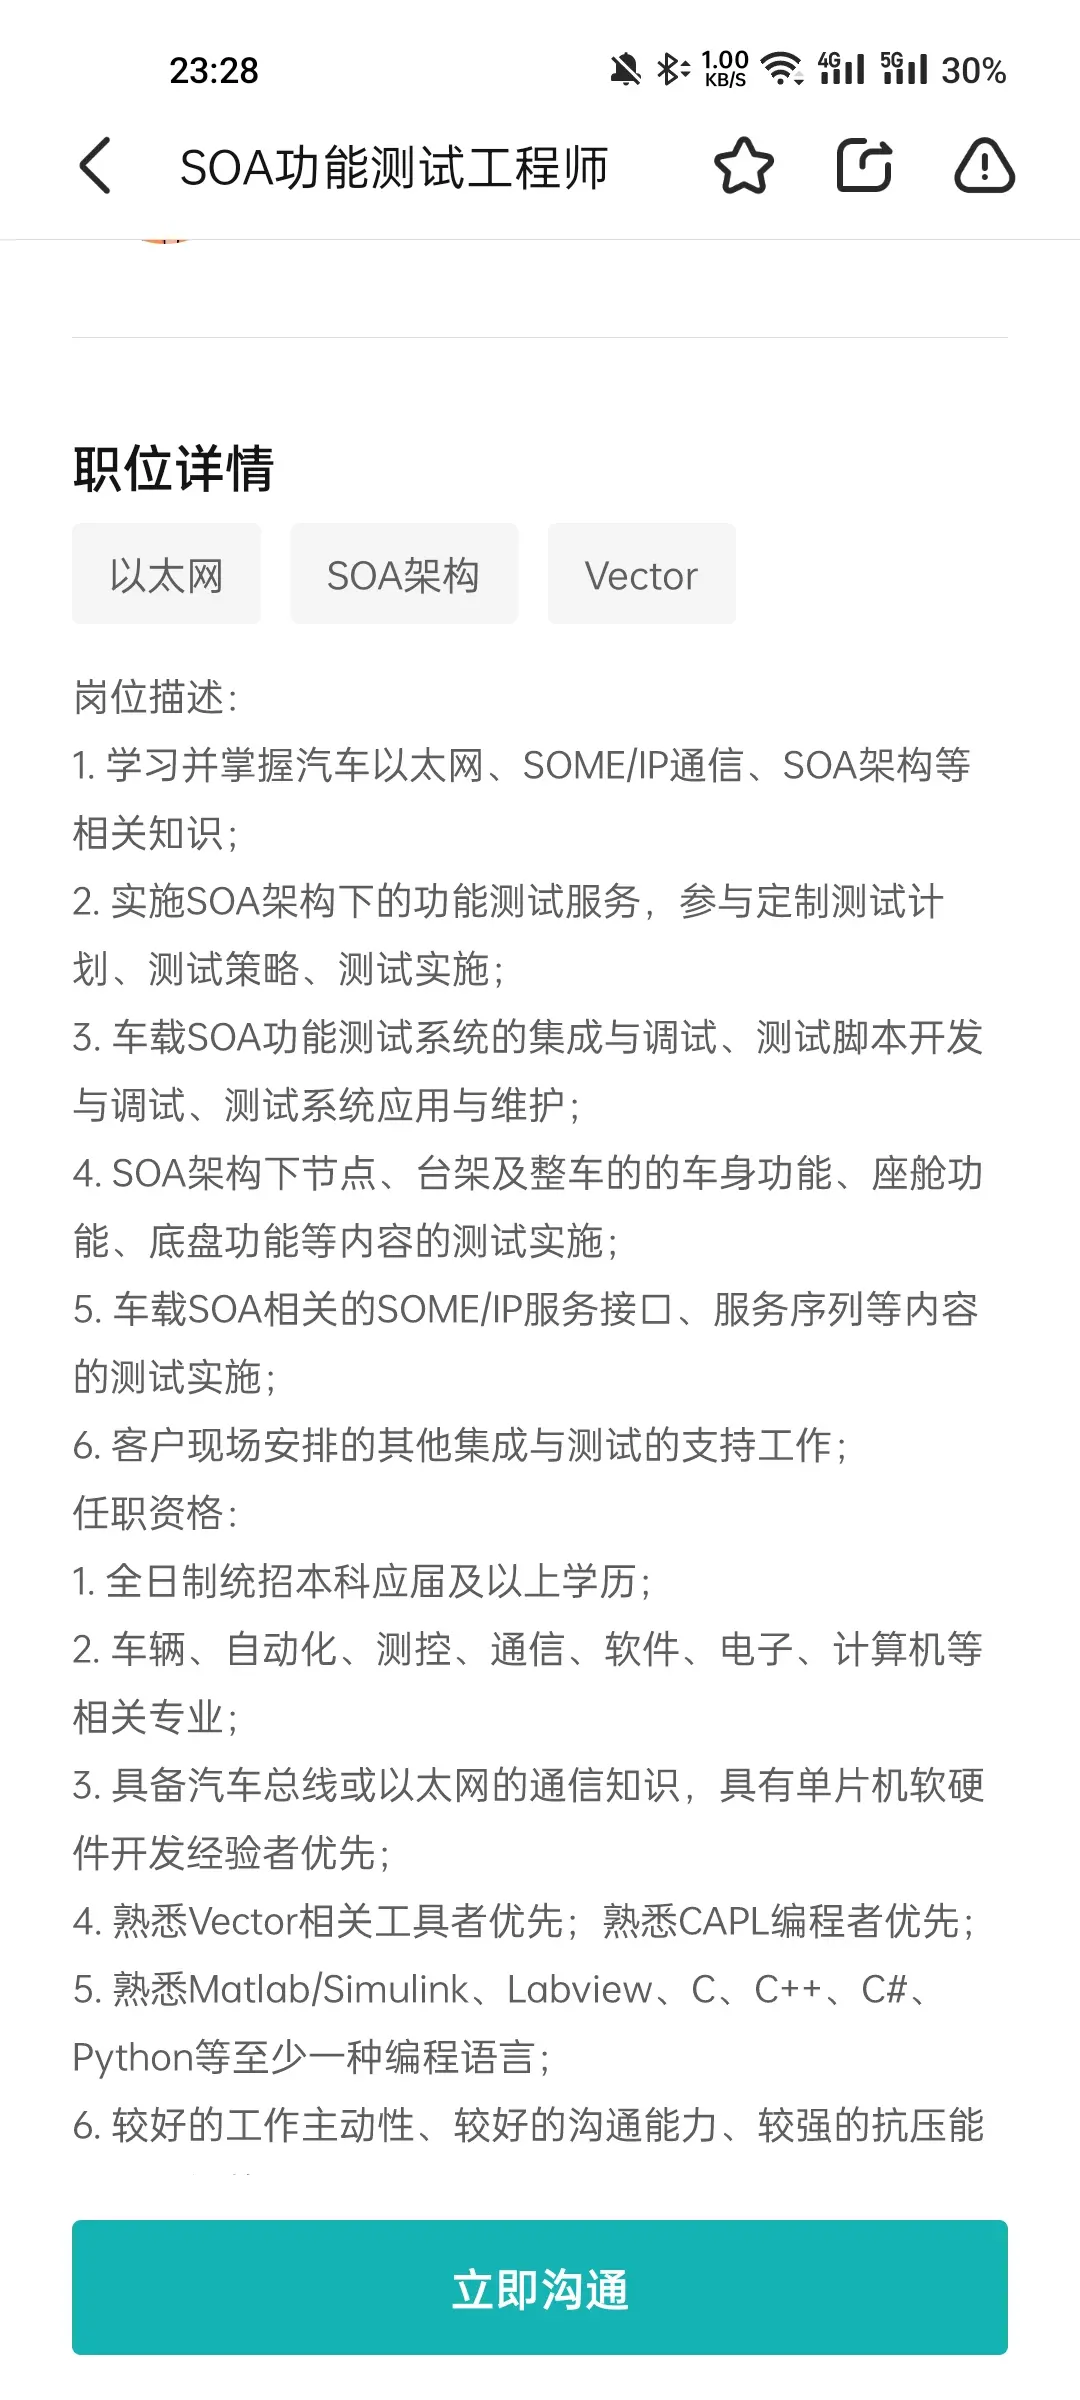 23:28
1.00
KB/S
4G
5G
30%
SOA功能测试工程师
职位详情
以太网
SOA架构
Vector
岗位描述：
1. 学习并掌握汽车以太网、SOME/IP通信、SOA架构等
相关知识；
2. 实施SOA架构下的功能测试服务，参与定制测试计
划、测试策略、测试实施；
3. 车载SOA功能测试系统的集成与调试、测试脚本开发
与调试、测试系统应用与维护；
4. SOA架构下节点、台架及整车的的车身功能、座舱功
能、底盘功能等内容的测试实施；
5. 车载SOA相关的SOME/IP服务接口、服务序列等内容
的测试实施；
6. 客户现场安排的其他集成与测试的支持工作；
任职资格：
1. 全日制统招本科应届及以上学历；
2. 车辆、自动化、测控、通信、软件、电子、计算机等
相关专业；
3. 具备汽车总线或以太网的通信知识，具有单片机软硬
件开发经验者优先；
4. 熟悉Vector相关工具者优先；熟悉CAPL编程者优先；
5. 熟悉Matlab/Simulink、Labview、C、C++、C#、
Python等至少一种编程语言；
6. 较好的工作主动性、较好的沟通能力、较强的抗压能
立即沟通